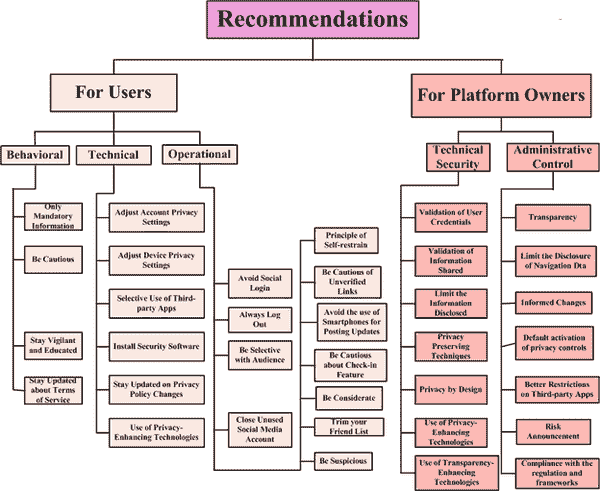 Recommendations
For Users
For Platform Owners
Behavioral
Technical
Operational
Technical
Security
Administrative
Control
Only
Mandatory
Information
Be Cautious
Stay Vigilant
and Educated
Stay Updated
about Terms
of Service
Adjust Account Privacy
Settings
Adjust Device Privacy
Settings
Selective Use of Third-
party Apps
Install Security Software
Stay Updated on Privacy
Policy Changes
Use of Privacy-
Enhancing Technologies
Avoid Social
Login
Always Log
Out
Be Selective
with Audience
Close Unused
Social Media
Account
Principle of
Self-restrain
Be Cautious of
Unverified
Links
Avoid the use of
Smartphones for
Posting Updates
Be Cautious
about Check-in
Feature
Be Considerate
Trim your
Friend List
Be Suspicious
Validation of User
Credentials
Validation of
Information
Shared
Limit the
Information
Disclosed
Privacy
Preserving
Techniques
Privacy by Design
Use of Privacy-
Enhancing
Technologies
Use of Transparency-
Enhancing
Technologies
Transparency
Limit the Disclosure
of Navigation Dta
Informed Changes
Default activation
of privacy controls
Better Restrictions
on Third-party Apps
Risk
Announcement
Compliance with the
regulation and
frameworks